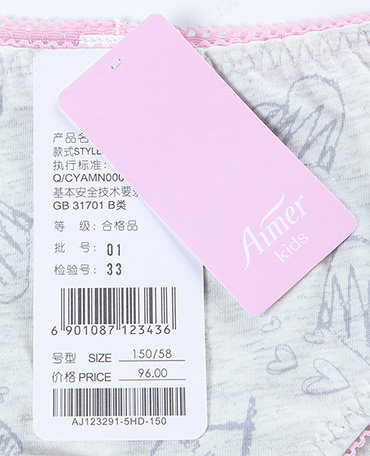 产品名
款式STYLE
执行标准:
Q/CYAMN000
基本安全技术要求
GB 31701 B类
等 级: 合格品
批 号: 01
检验号: 33
6 901087 123436
号型 SIZE 150/58
价格 PRICE 96.00
AJ123291-5HD-150
Aimer
kids